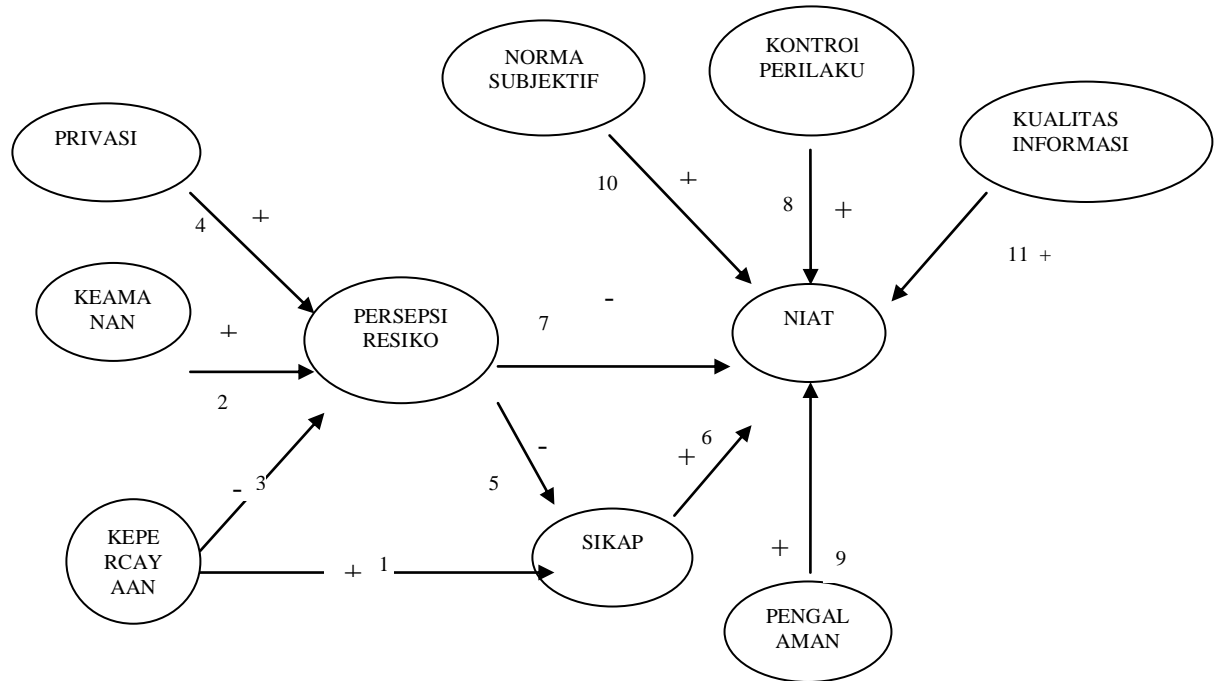 NORMA
SUBJEKTIF
KONTROl
PERILAKU
KUALITAS
INFORMASI
PRIVASI
10
+
8
+
4
+
11 +
KEAMA
NAN
+
2
PERSEPSI
RESIKO
-
7
NIAT
- 3
-
5
+ 6
KEPE
RCAY
AAN
+ 1
SIKAP
+ 9
PENGAL
AMAN